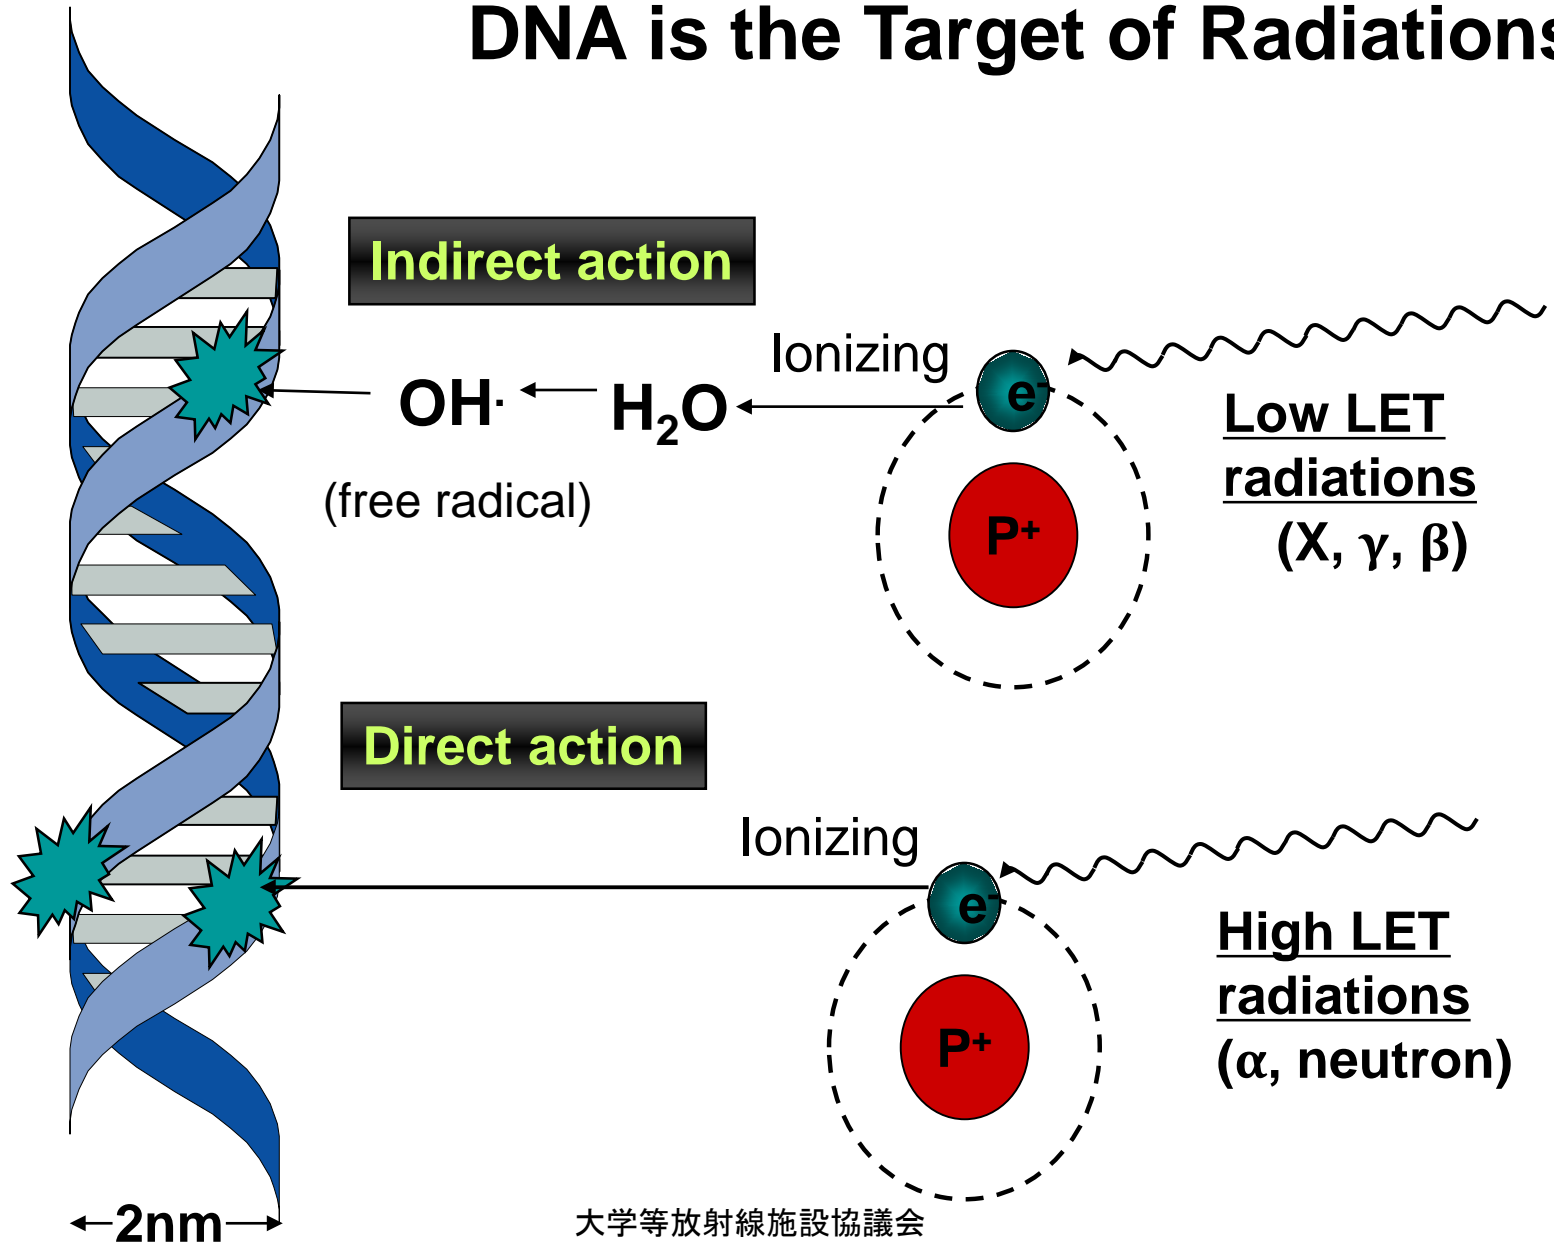 DNA is the Target of Radiations
Indirect action
Ionizing
e-
OH·
H₂O
(free radical)
P+
Low LET
radiations
(X, γ, β)
Direct action
Ionizing
e-
P+
High LET
radiations
(α, neutron)
2nm
大学等放射線施設協議会